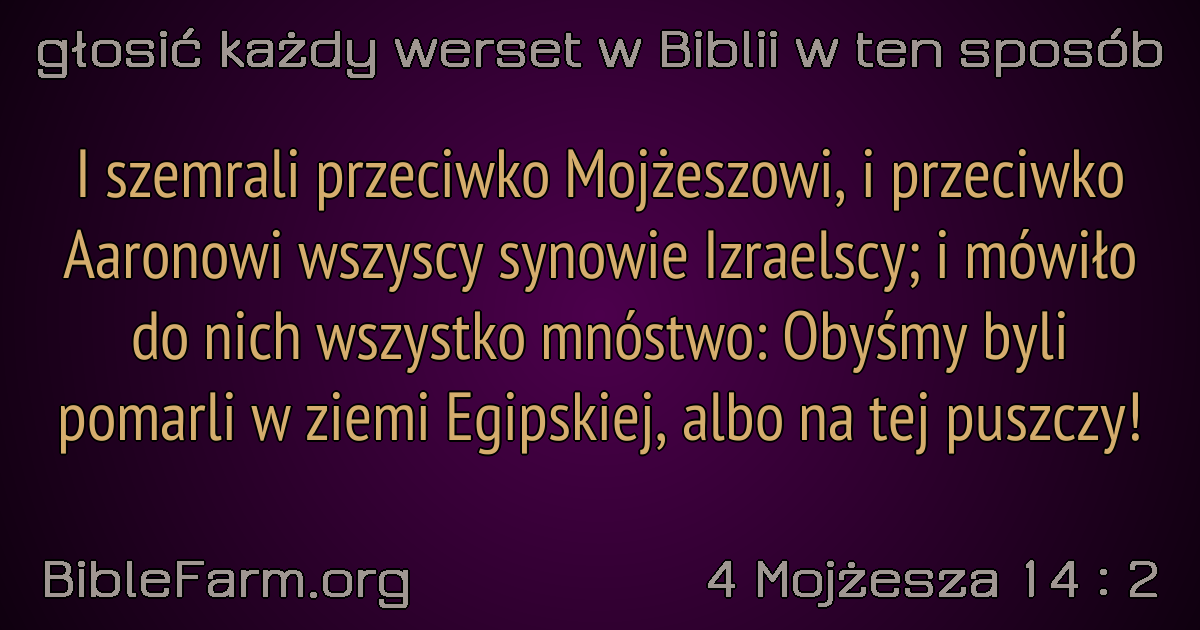 głosić każdy werset w Biblii w ten sposób
I szemrali przeciwko Mojżeszowi, i przeciwko
Aaronowi wszyscy synowie Izraelscy; i mówiło
do nich wszystko mnóstwo: Obyśmy byli
pomarli w ziemi Egipskiej, albo na tej puszczy!
BibleFarm.org
4 Mojżesza 14 : 2